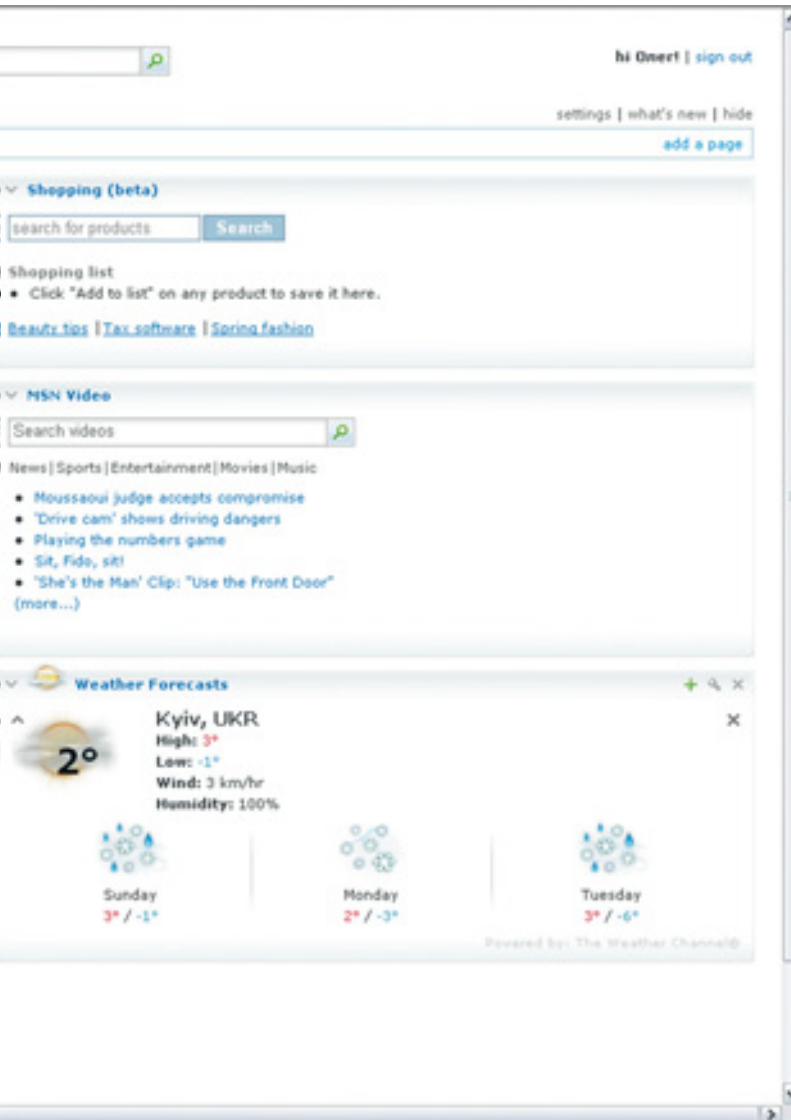 hi Oner! | sign out
settings | what's new | hide
add a page
Shopping (beta)
search for products Search
Shopping list
• Click "Add to list" on any product to save it here.
Beauty tips | Tax software | Spring fashion
MSN Video
Search videos
News|Sports|Entertainment|Movies|Music
• Moussaoui judge accepts compromise
• 'Drive cam' shows driving dangers
• Playing the numbers game
• Sit, Fido, sit!
• 'She's the Man' Clip: "Use the Front Door"
(more...)
Weather Forecasts
2°
Kyiv, UKR
High: 3°
Low: -1°
Wind: 3 km/hr
Humidity: 100%
Sunday Monday Tuesday
3° / -1° 2° / -3° 3° / -6°
Powered by: The Weather Channel®